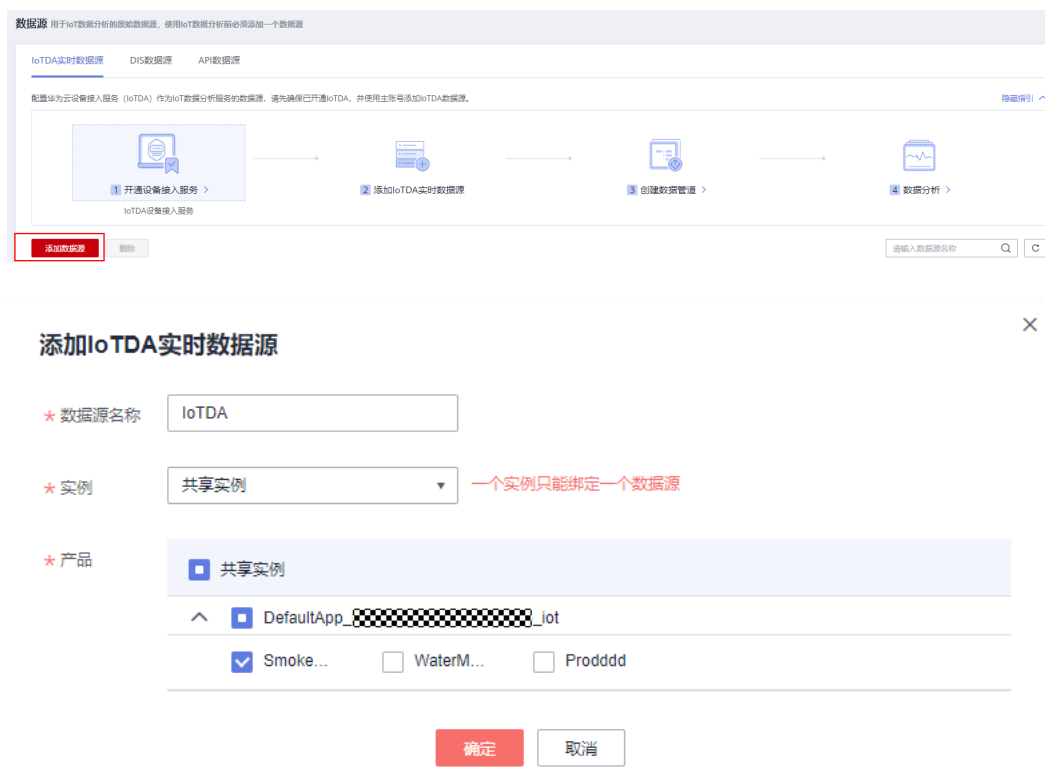 数据源 用于IoT数据分析的原始数据源，使用IoT数据分析前必须添加一个数据源
IoTDA实时数据源 DIS数据源 API数据源
配置华为云设备接入服务（IoTDA）作为IoT数据分析服务的数据源，请先确保已开通IoTDA，并使用主账号添加IoTDA数据源。 隐藏指引
1 开通设备接入服务 2 添加IoTDA实时数据源 3 创建数据管道 4 数据分析
IoTDA设备接入服务
添加数据源 删除 请输入数据源名称
添加IoTDA实时数据源
* 数据源名称 IoTDA
* 实例 共享实例 一个实例只能绑定一个数据源
* 产品 共享实例
DefaultApp_ _iot
Smoke... WaterM... Prodddd
确定 取消